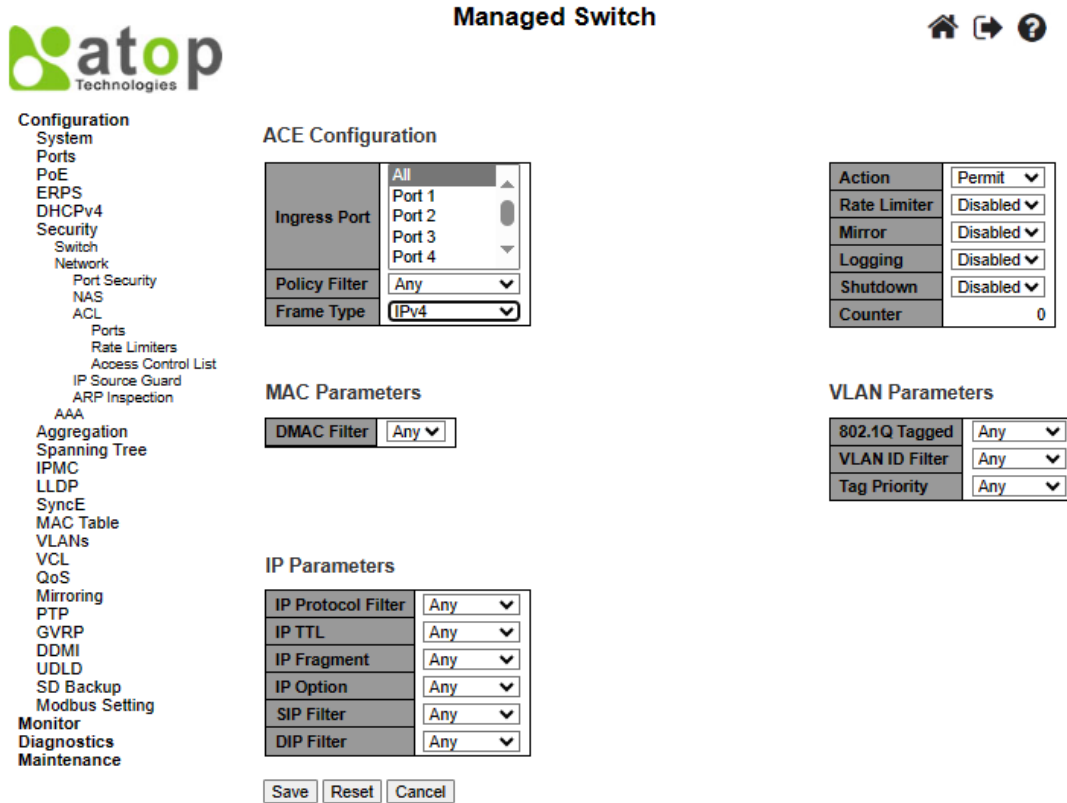 Managed Switch
atop
Technologies
Configuration
System
Ports
PoE
ERPS
DHCPv4
Security
Switch
Network
Port Security
NAS
ACL
Ports
Rate Limiters
Access Control List
IP Source Guard
ARP Inspection
AAA
Aggregation
Spanning Tree
IPMC
LLDP
SyncE
MAC Table
VLANs
VCL
QoS
Mirroring
PTP
GVRP
DDMI
UDLD
SD Backup
Modbus Setting
Monitor
Diagnostics
Maintenance
ACE Configuration
Ingress Port
All
Port 1
Port 2
Port 3
Port 4
Policy Filter Any
Frame Type IPv4
Action Permit
Rate Limiter Disabled
Mirror Disabled
Logging Disabled
Shutdown Disabled
Counter 0
MAC Parameters
DMAC Filter Any
VLAN Parameters
802.1Q Tagged Any
VLAN ID Filter Any
Tag Priority Any
IP Parameters
IP Protocol Filter Any
IP TTL Any
IP Fragment Any
IP Option Any
SIP Filter Any
DIP Filter Any
Save Reset Cancel